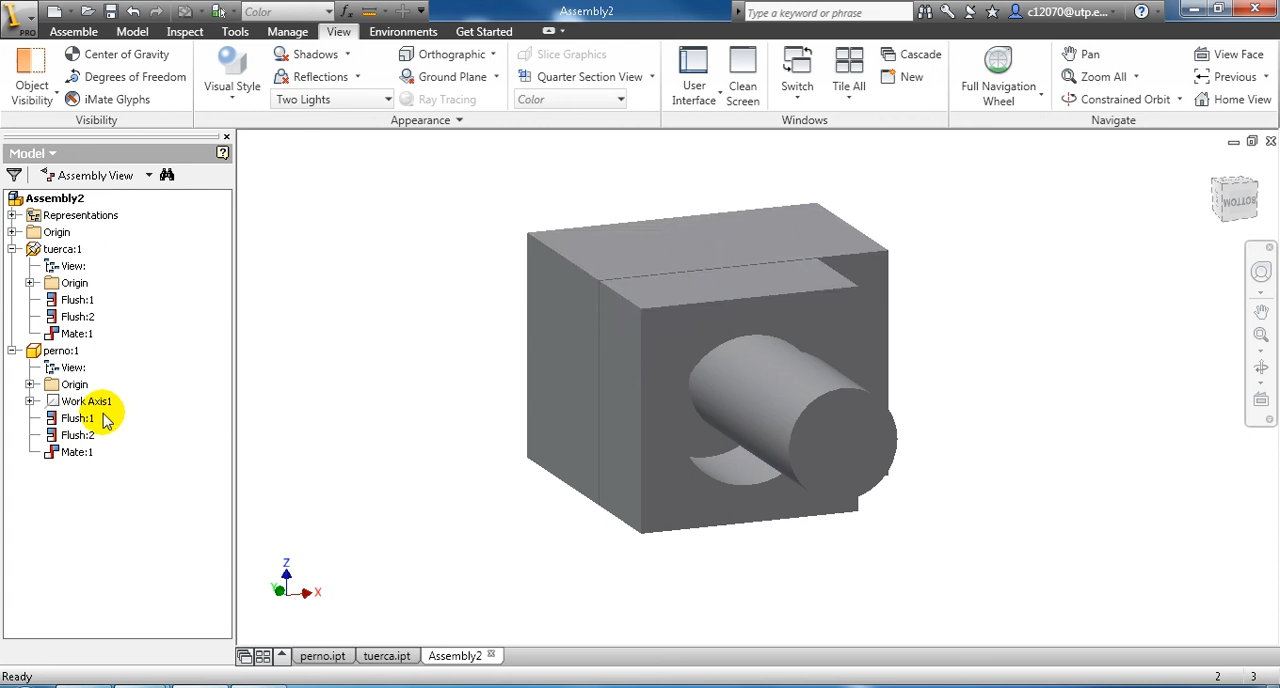 Color
Assembly2
Type a keyword or phrase
c12070@utp.e...
PRO
Assemble Model Inspect Tools Manage View Environments Get Started
Object Visibility
Center of Gravity
Degrees of Freedom
iMate Glyphs
Visibility
Visual Style
Shadows
Reflections
Two Lights
Orthographic
Ground Plane
Ray Tracing
Slice Graphics
Quarter Section View
Color
Appearance
User Interface
Clean Screen
Switch
Tile All
Cascade
New
Windows
Full Navigation Wheel
Pan
Zoom All
Constrained Orbit
View Face
Previous
Home View
Navigate
Model
Assembly View
Assembly2
Representations
Origin
tuerca:1
View:
Origin
Flush:1
Flush:2
Mate:1
perno:1
View:
Origin
Work Axis1
Flush:1
Flush:2
Mate:1
BOTTOM
Z
Y
X
perno.ipt tuerca.ipt Assembly2
Ready
2 3